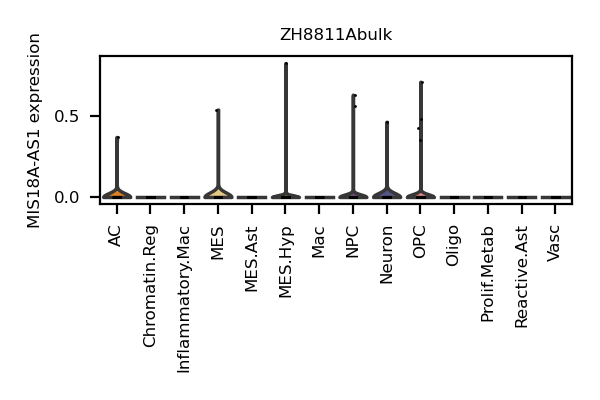 ZH8811Abulk
MIS18A-AS1 expression
0.5
0.0
AC
Chromatin.Reg
Inflammatory.Mac
MES
MES.Ast
MES.Hyp
Mac
NPC
Neuron
OPC
Oligo
Prolif.Metab
Reactive.Ast
Vasc